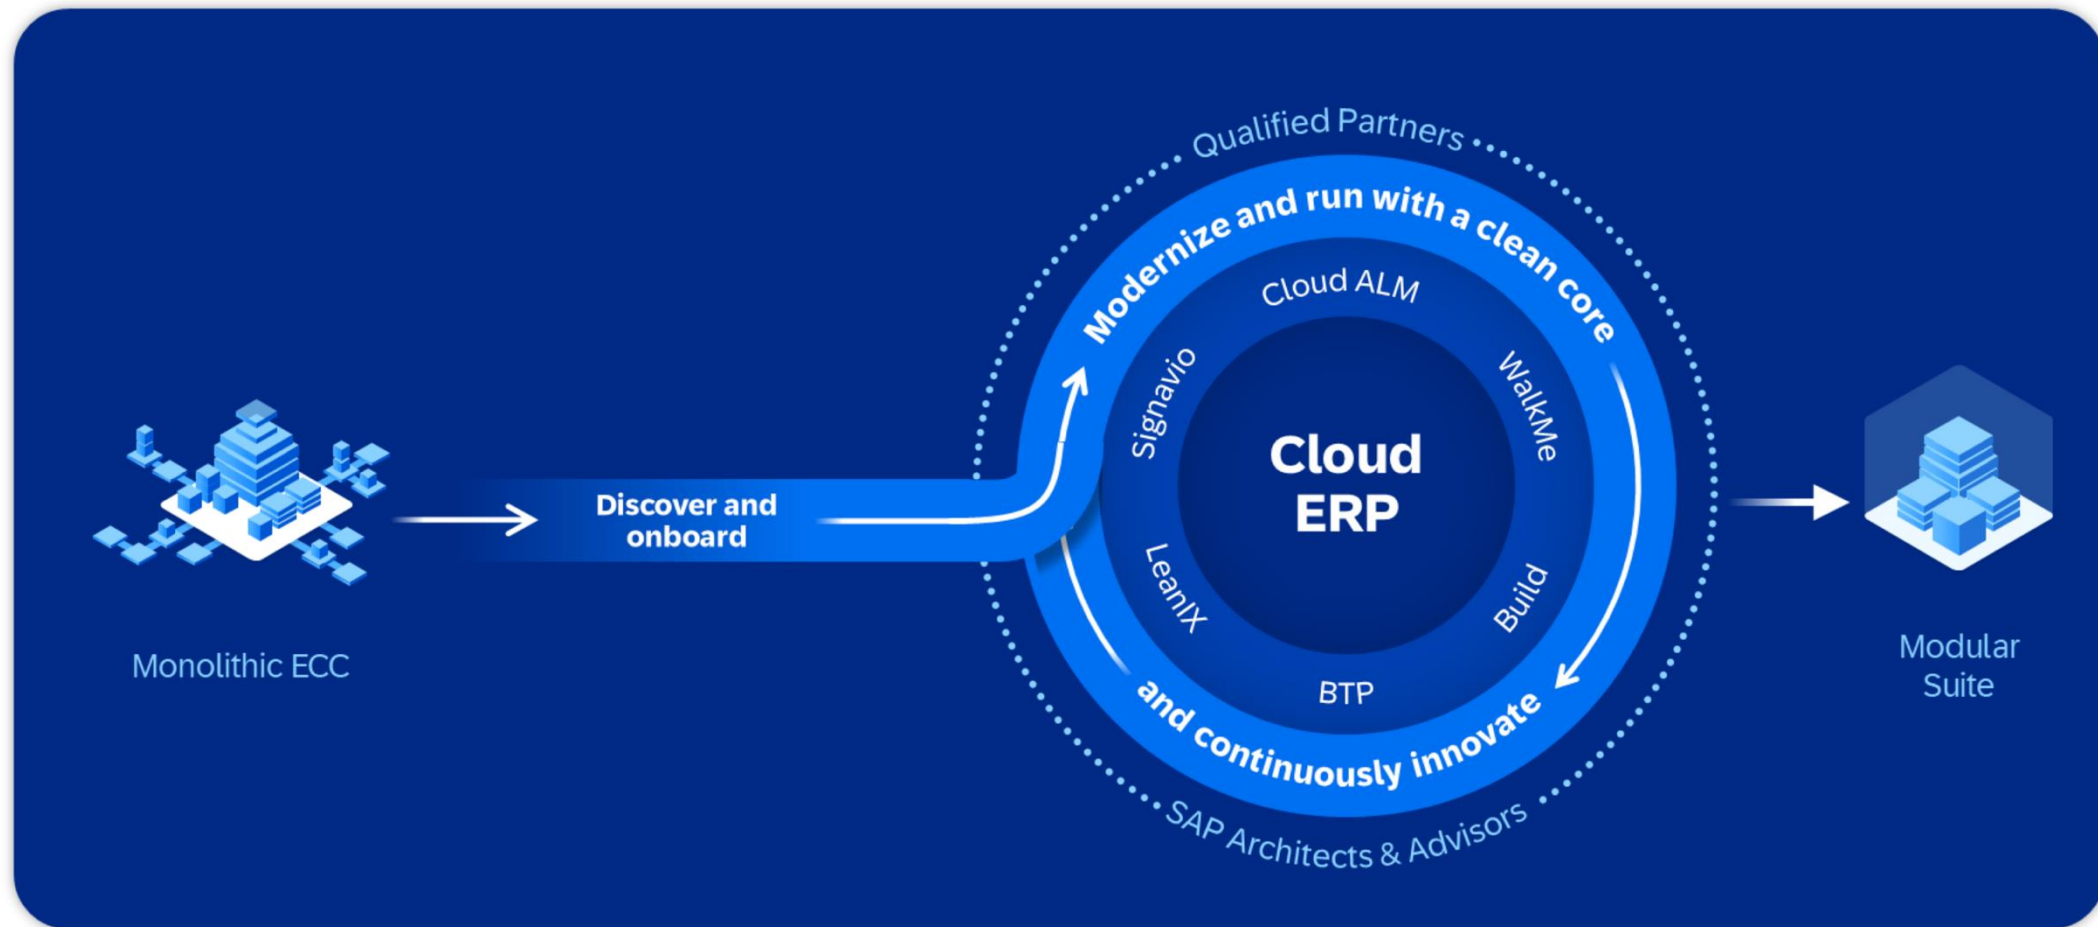 Monolithic ECC
Discover and
onboard
Qualified Partners
Modernize and run with a clean core
Cloud ALM
Signavio
WalkMe
Cloud
ERP
LeanIX
Build
BTP
and continuously innovate
SAP Architects & Advisors
Modular
Suite